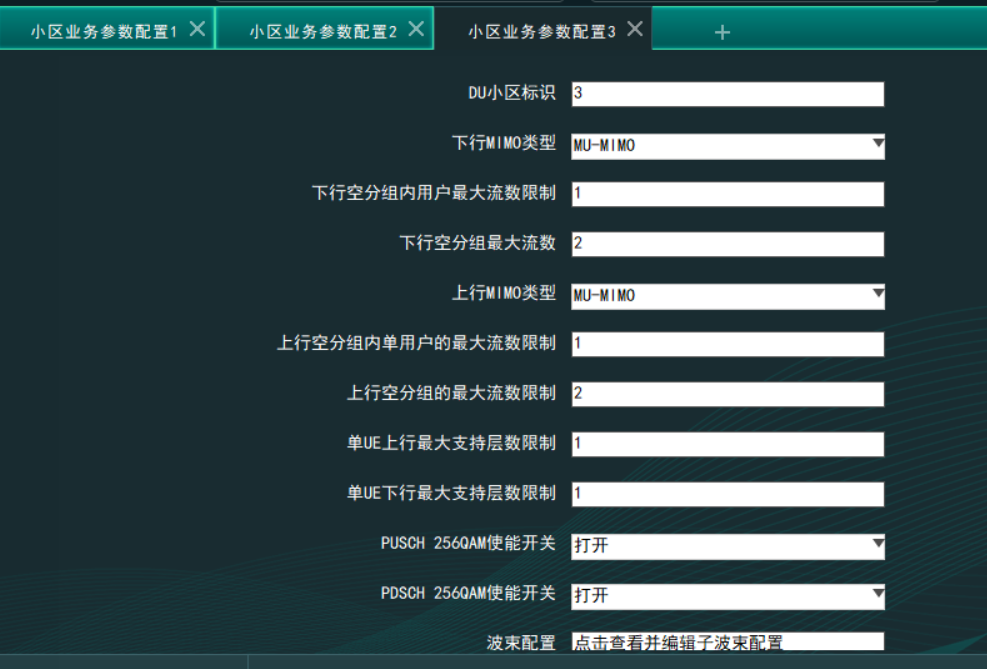 小区业务参数配置1 × 小区业务参数配置2 × 小区业务参数配置3 × +
DU小区标识 3
下行MIMO类型 MU-MIMO
下行空分组内用户最大流数限制 1
下行空分组最大流数 2
上行MIMO类型 MU-MIMO
上行空分组内单用户的最大流数限制 1
上行空分组的最大流数限制 2
单UE上行最大支持层数限制 1
单UE下行最大支持层数限制 1
PUSCH 256QAM使能开关 打开
PDSCH 256QAM使能开关 打开
波束配置 点击查看并编辑子波束配置